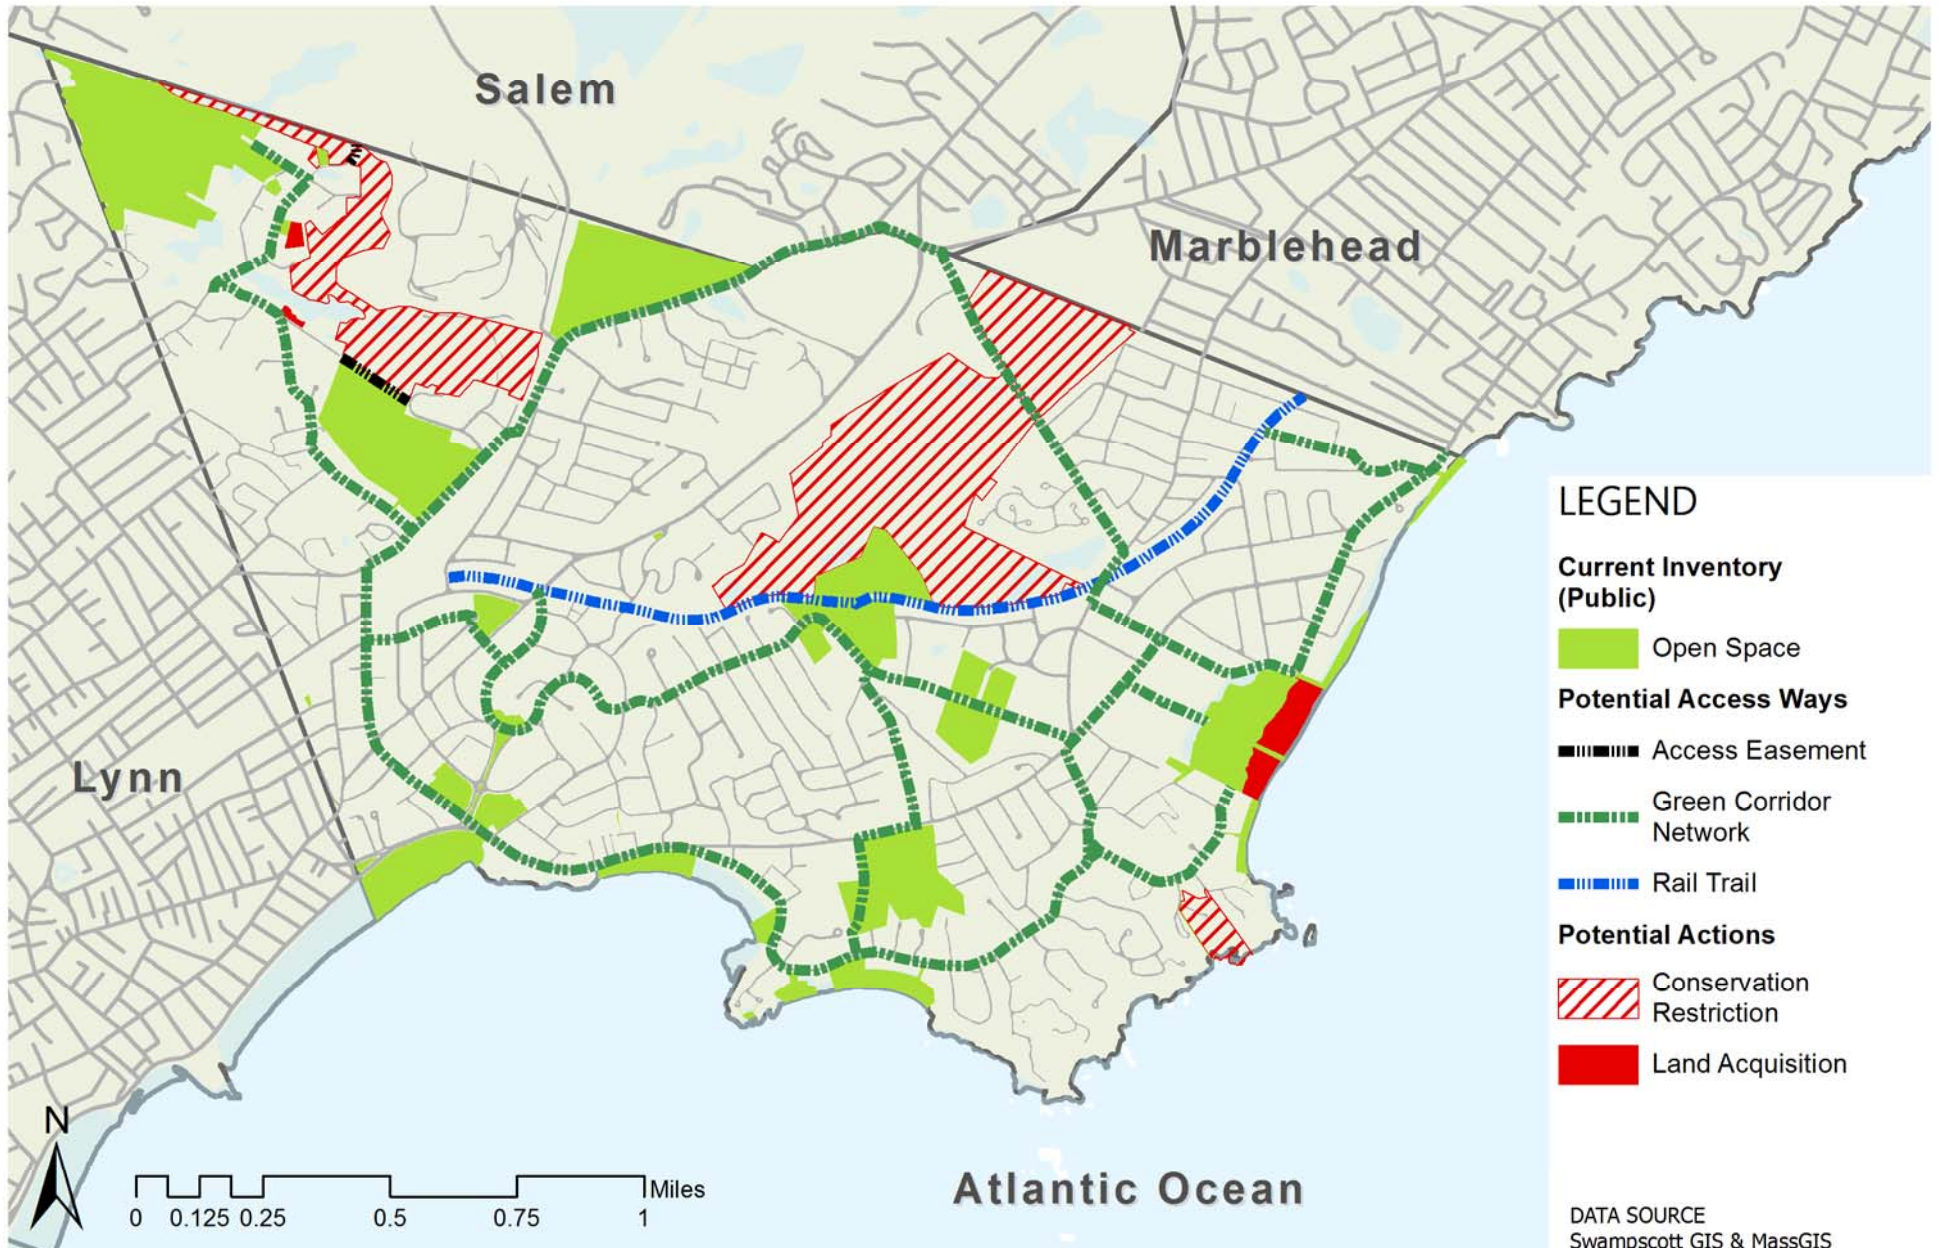 Salem
Marblehead
Lynn
Atlantic Ocean
N
Miles
0 0.125 0.25 0.5 0.75 1
LEGEND
Current Inventory
(Public)
Open Space
Potential Access Ways
Access Easement
Green Corridor
Network
Rail Trail
Potential Actions
Conservation
Restriction
Land Acquisition
DATA SOURCE
Swampscott GIS & MassGIS